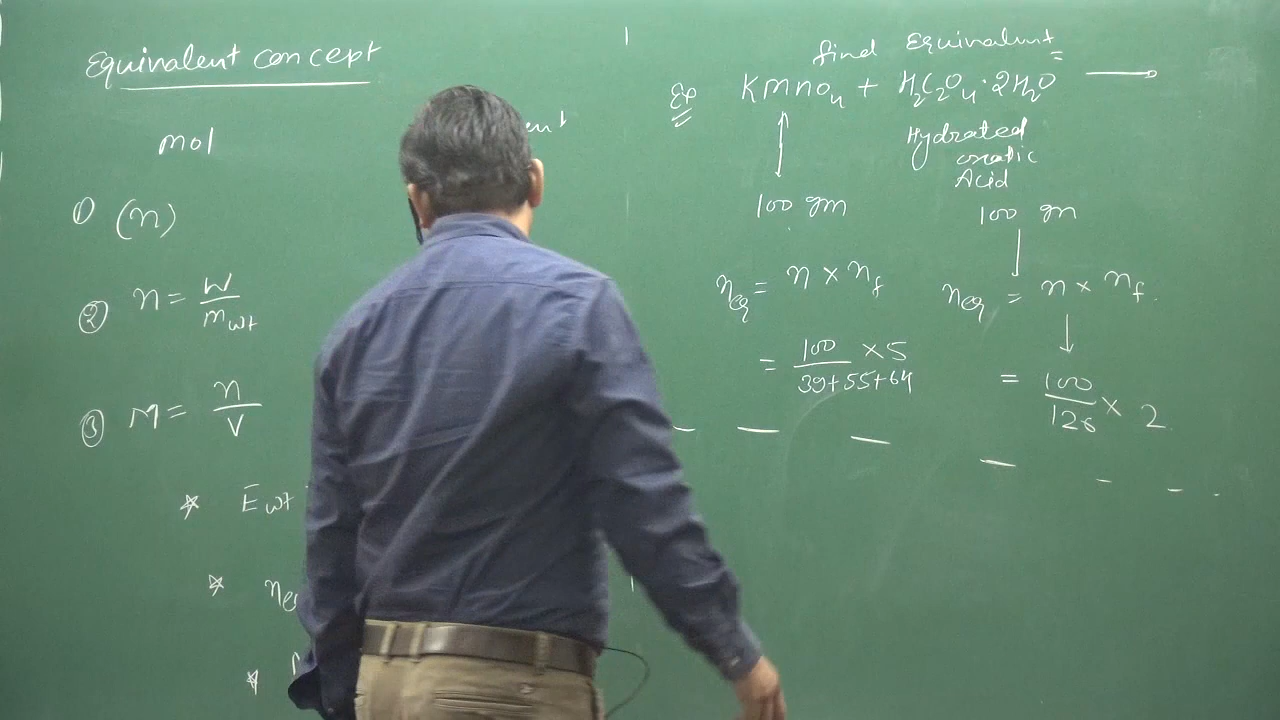 Equivalent concept
mol
① (n)
② n = W / mwt
③ M = n / V
* Ewt
* neq
*
find Equivalent
Ex KMnO4 + H2C2O4·2H2O →
Hydrated
oxalic
Acid
100 gm
100 gm
neq = n × nf
= 100 / 39+55+64 × 5
neq = n × nf
= 100 / 126 × 2